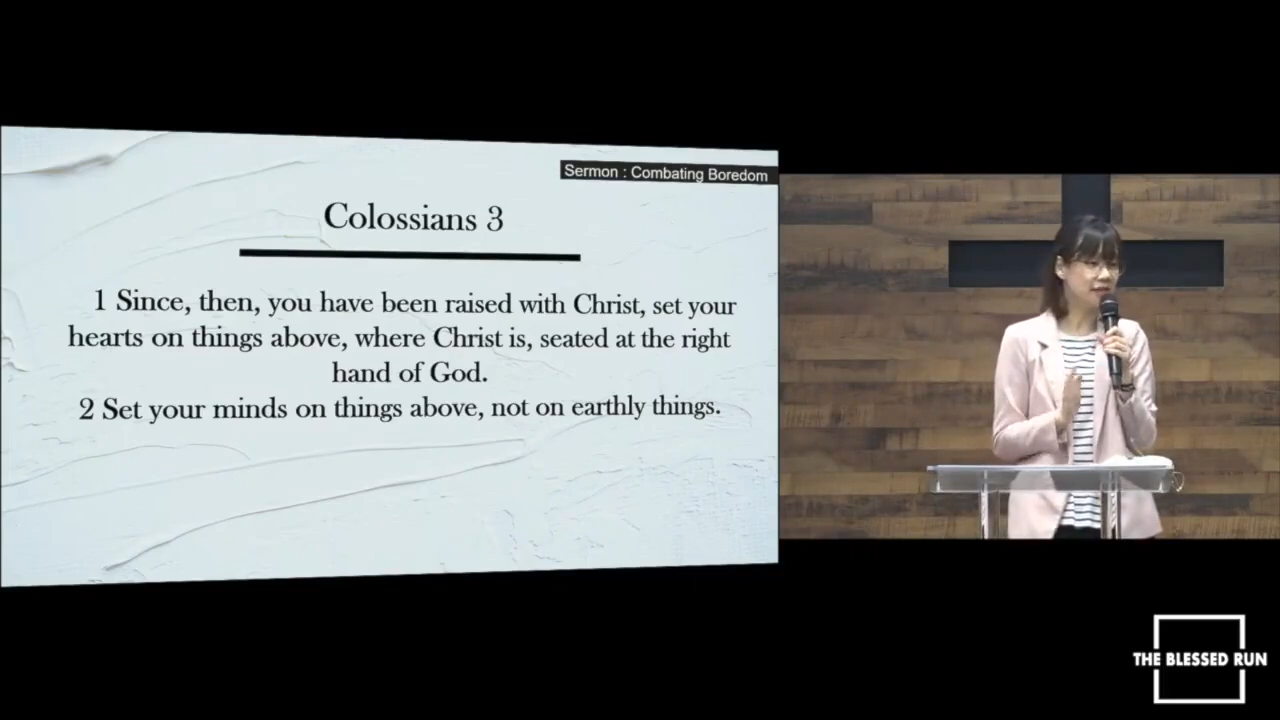 Sermon : Combating Boredom
Colossians 3
1 Since, then, you have been raised with Christ, set your
hearts on things above, where Christ is, seated at the right
hand of God.
2 Set your minds on things above, not on earthly things.
THE BLESSED RUN